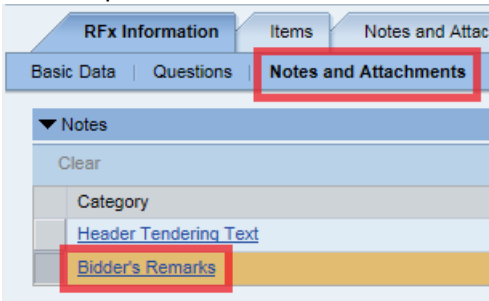 RFx Information Items Notes and Attac
Basic Data | Questions | Notes and Attachments
Notes
Clear
Category
Header Tendering Text
Bidder's Remarks